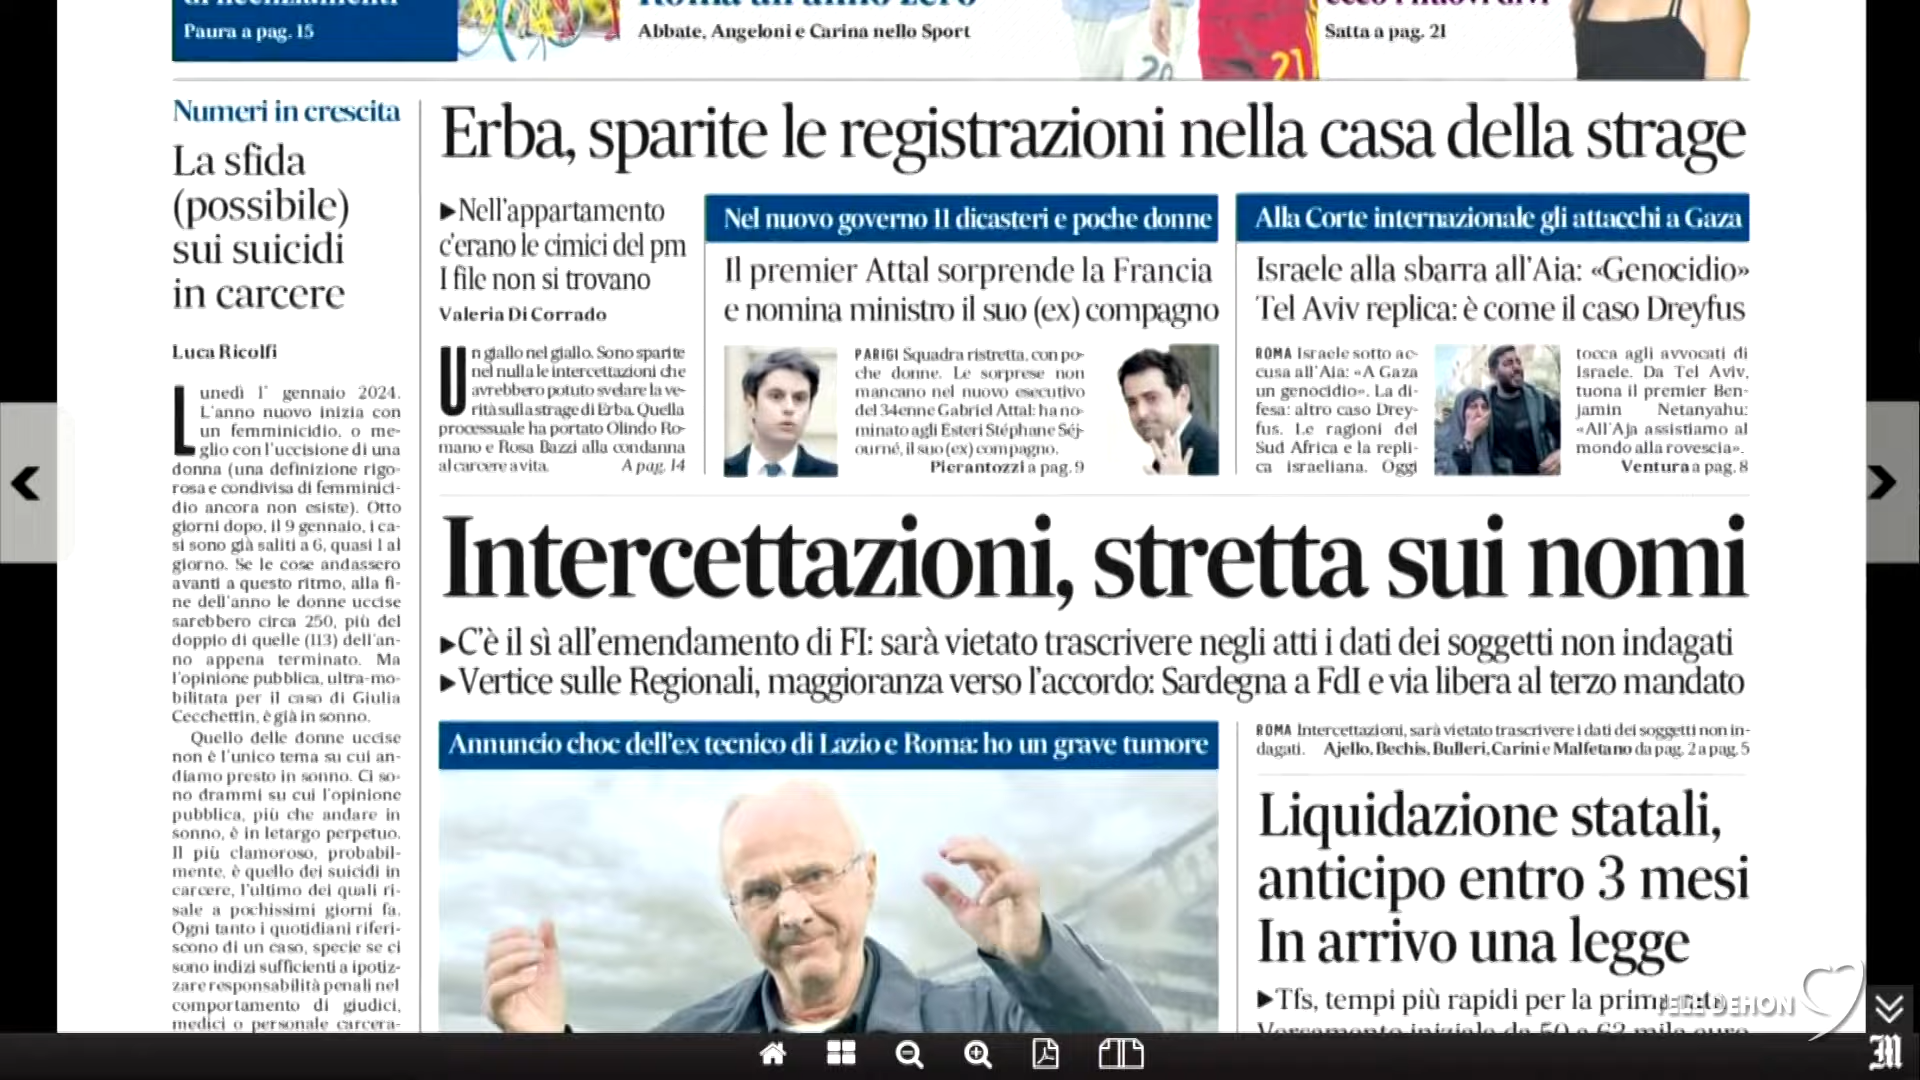 Paura a pag. 15
Abbate, Angeloni e Carina nello Sport
Satta a pag. 21
20
21
Numeri in crescita
La sfida
(possibile)
sui suicidi
in carcere
Luca Ricolfi
Lunedì 1° gennaio 2024.
L'anno nuovo inizia con
un femminicidio, o me-
glio con l'uccisione di una
donna (una definizione rigo-
rosa e condivisa di femminici-
dio ancora non esiste). Otto
giorni dopo, il 9 gennaio, i ca-
si sono già saliti a 6, quasi 1 al
giorno. Se le cose andassero
avanti a questo ritmo, alla fi-
ne dell'anno le donne uccise
sarebbero circa 250, più del
doppio di quelle (113) dell'an-
no appena terminato. Ma
l'opinione pubblica, ultra-mo-
bilitata per il caso di Giulia
Cecchettin, è già in sonno.
Quello delle donne uccise
non è l'unico tema su cui an-
diamo presto in sonno. Ci so-
no drammi su cui l'opinione
pubblica, più che andare in
sonno, è in letargo perpetuo.
Il più clamoroso, probabil-
mente, è quello dei suicidi in
carcere, l'ultimo dei quali ri-
sale a pochissimi giorni fa.
Ogni tanto i quotidiani riferi-
scono di un caso, specie se ci
sono indizi sufficienti a ipotiz-
zare responsabilità penali nel
comportamento di giudici,
medici o personale carcera-
Erba, sparite le registrazioni nella casa della strage
▶Nell'appartamento
c'erano le cimici del pm
I file non si trovano
Valeria Di Corrado
Un giallo nel giallo. Sono sparite
nel nulla le intercettazioni che
avrebbero potuto svelare la ve-
rità sulla strage di Erba. Quella
processuale ha portato Olindo Ro-
mano e Rosa Bazzi alla condanna
al carcere a vita. A pag. 14
Nel nuovo governo 11 dicasteri e poche donne
Il premier Attal sorprende la Francia
e nomina ministro il suo (ex) compagno
PARIGI Squadra ristretta, con po-
che donne. Le sorprese non
mancano nel nuovo esecutivo
del 34enne Gabriel Attal: ha no-
minato agli Esteri Stéphane Séj-
ourné, il suo (ex) compagno.
Pierantozzi a pag. 9
Alla Corte internazionale gli attacchi a Gaza
Israele alla sbarra all'Aia: «Genocidio»
Tel Aviv replica: è come il caso Dreyfus
ROMA Israele sotto ac-
cusa all'Aia: «A Gaza
un genocidio». La di-
fesa: altro caso Drey-
fus. Le ragioni del
Sud Africa e la repli-
ca israeliana. Oggi
tocca agli avvocati di
Israele. Da Tel Aviv,
tuona il premier Ben-
jamin Netanyahu:
«All'Aja assistiamo al
mondo alla rovescia».
Ventura a pag. 8
Intercettazioni, stretta sui nomi
▶C'è il sì all'emendamento di FI: sarà vietato trascrivere negli atti i dati dei soggetti non indagati
▶Vertice sulle Regionali, maggioranza verso l'accordo: Sardegna a FdI e via libera al terzo mandato
Annuncio choc dell'ex tecnico di Lazio e Roma: ho un grave tumore
ROMA Intercettazioni, sarà vietato trascrivere i dati dei soggetti non in-
dagati. Ajello, Bechis, Bulleri, Carini e Malfetano da pag. 2 a pag. 5
Liquidazione statali,
anticipo entro 3 mesi
In arrivo una legge
▶Tfs, tempi più rapidi per la prima
TELE DEHON
M